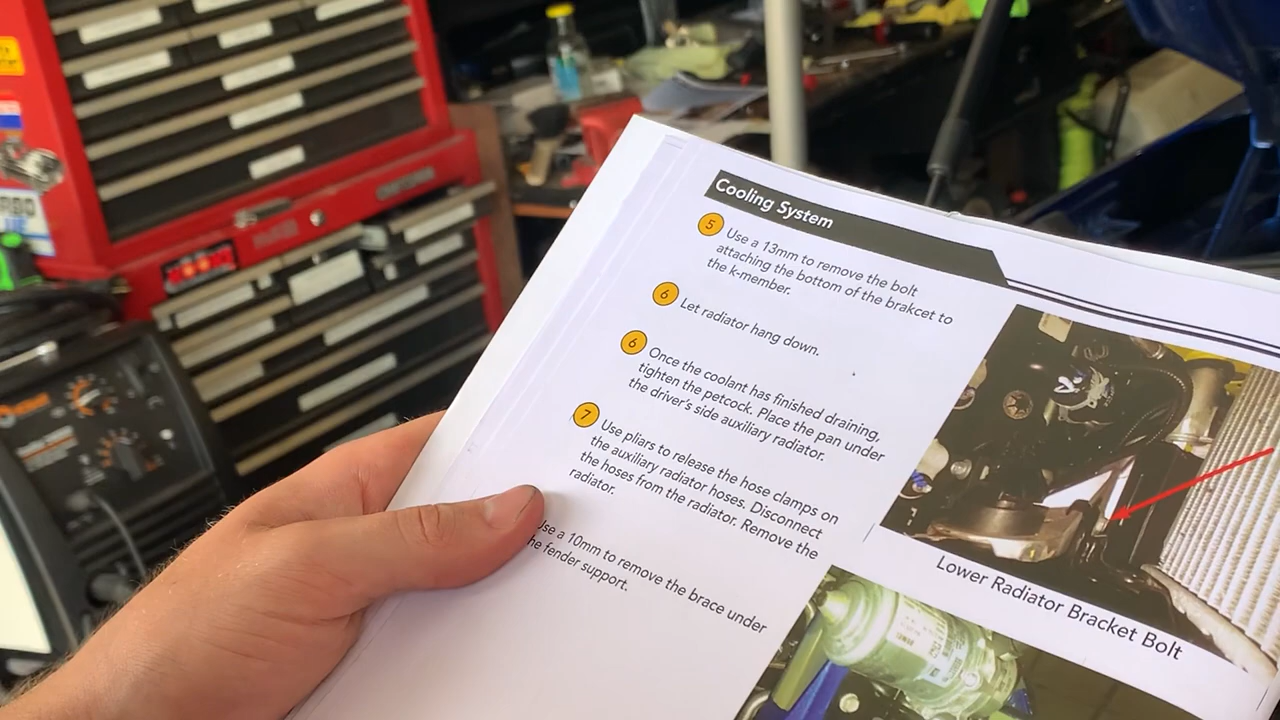 Cooling System
5
Use a 13mm to remove the bolt
attaching the bottom of the brakcet to
the k-member.
6
Let radiator hang down.
6
Once the coolant has finished draining,
tighten the petcock. Place the pan under
the driver's side auxiliary radiator.
7
Use pliars to release the hose clamps on
the auxiliary radiator hoses. Disconnect
the hoses from the radiator. Remove the
radiator.
Use a 10mm to remove the brace under
the fender support.
Lower Radiator Bracket Bolt